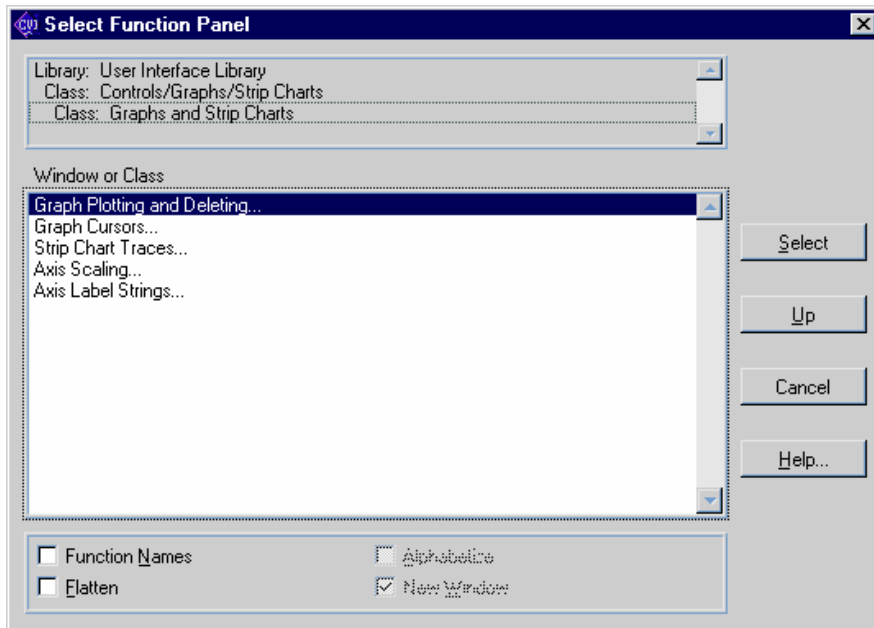 CVI Select Function Panel
Library: User Interface Library
Class: Controls/Graphs/Strip Charts
Class: Graphs and Strip Charts
Window or Class
Graph Plotting and Deleting...
Graph Cursors...
Strip Chart Traces...
Axis Scaling...
Axis Label Strings...
Select
Up
Cancel
Help...
Function Names
Alphabetize
Flatten
New Window